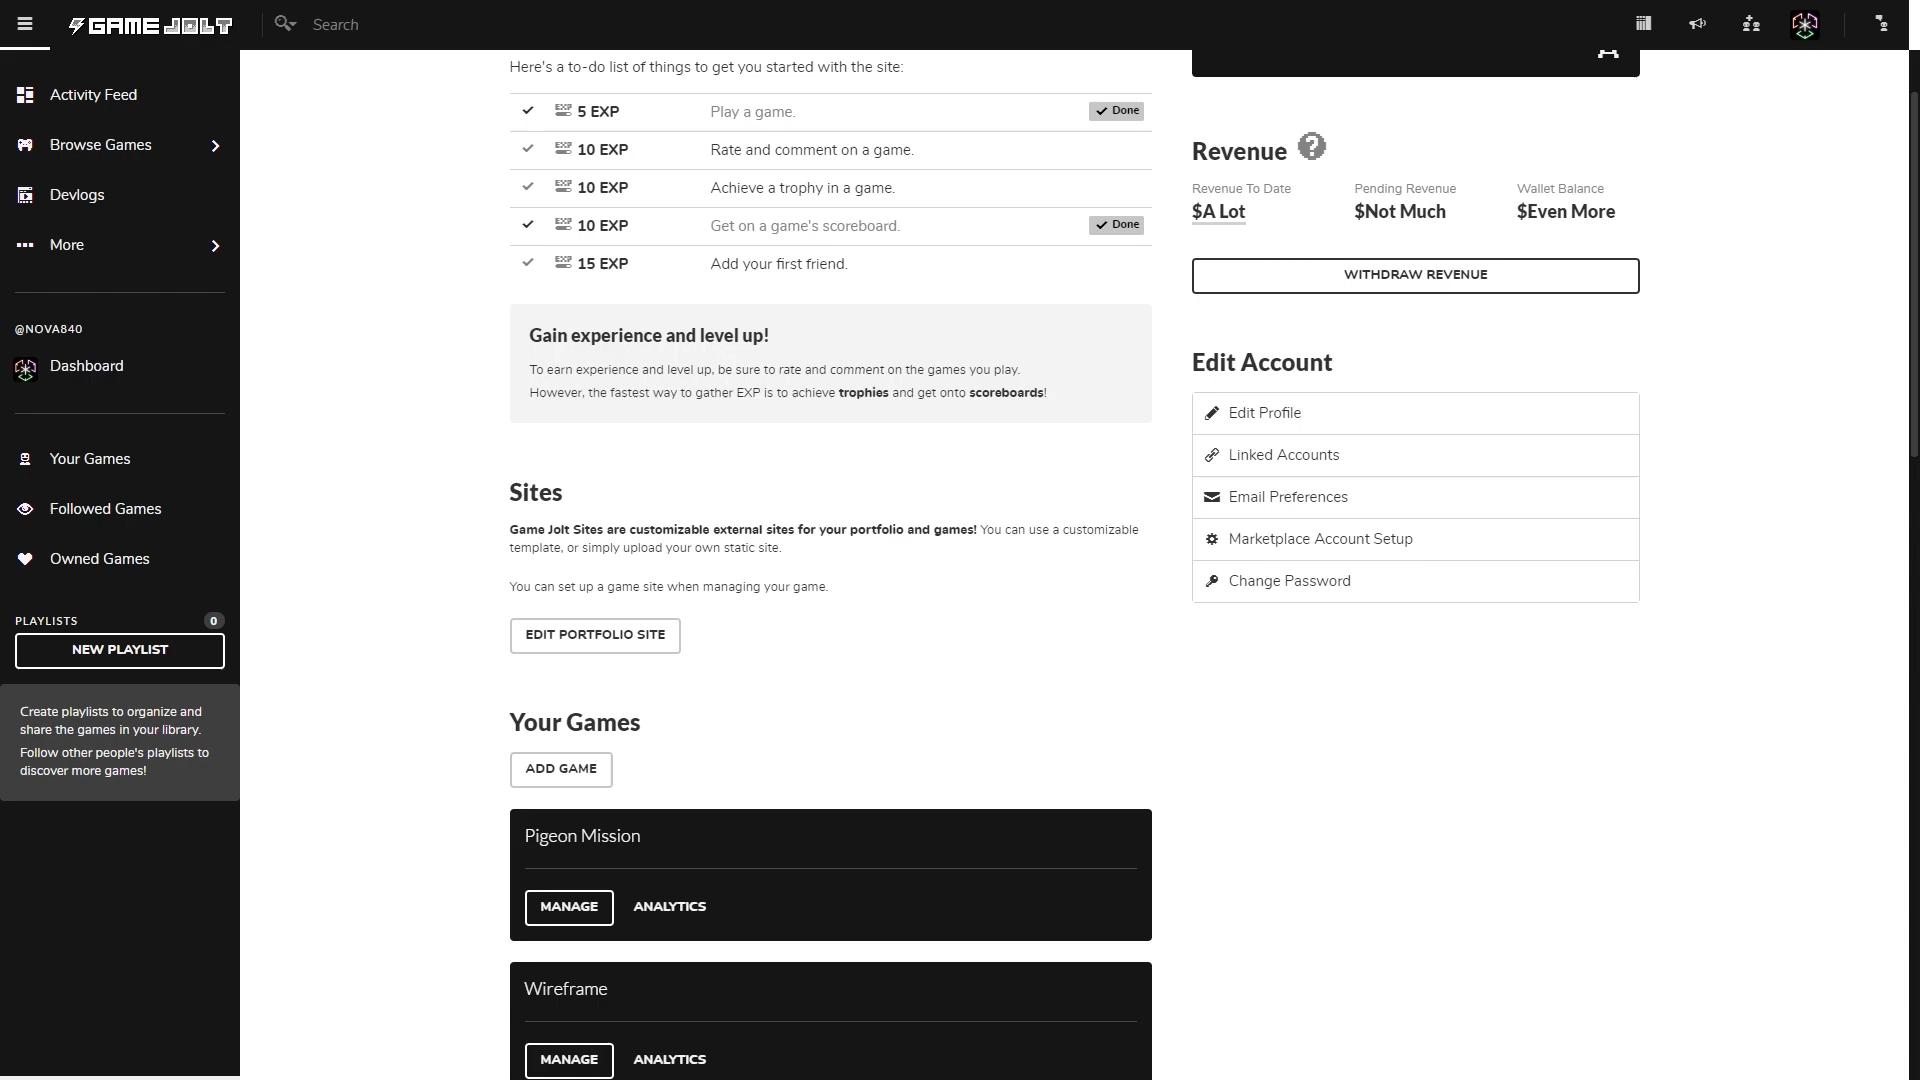 GAME JOLT
Search
Activity Feed
Browse Games
Devlogs
More
@NOVA840
Dashboard
Your Games
Followed Games
Owned Games
PLAYLISTS 0
NEW PLAYLIST
Create playlists to organize and
share the games in your library.
Follow other people's playlists to
discover more games!
Here's a to-do list of things to get you started with the site:
EXP 5 EXP Play a game. Done
EXP 10 EXP Rate and comment on a game.
EXP 10 EXP Achieve a trophy in a game.
EXP 10 EXP Get on a game's scoreboard. Done
EXP 15 EXP Add your first friend.
Gain experience and level up!
To earn experience and level up, be sure to rate and comment on the games you play.
However, the fastest way to gather EXP is to achieve trophies and get onto scoreboards!
Sites
Game Jolt Sites are customizable external sites for your portfolio and games! You can use a customizable
template, or simply upload your own static site.
You can set up a game site when managing your game.
EDIT PORTFOLIO SITE
Your Games
ADD GAME
Pigeon Mission
MANAGE ANALYTICS
Wireframe
MANAGE ANALYTICS
Revenue ?
Revenue To Date Pending Revenue Wallet Balance
$A Lot $Not Much $Even More
WITHDRAW REVENUE
Edit Account
Edit Profile
Linked Accounts
Email Preferences
Marketplace Account Setup
Change Password